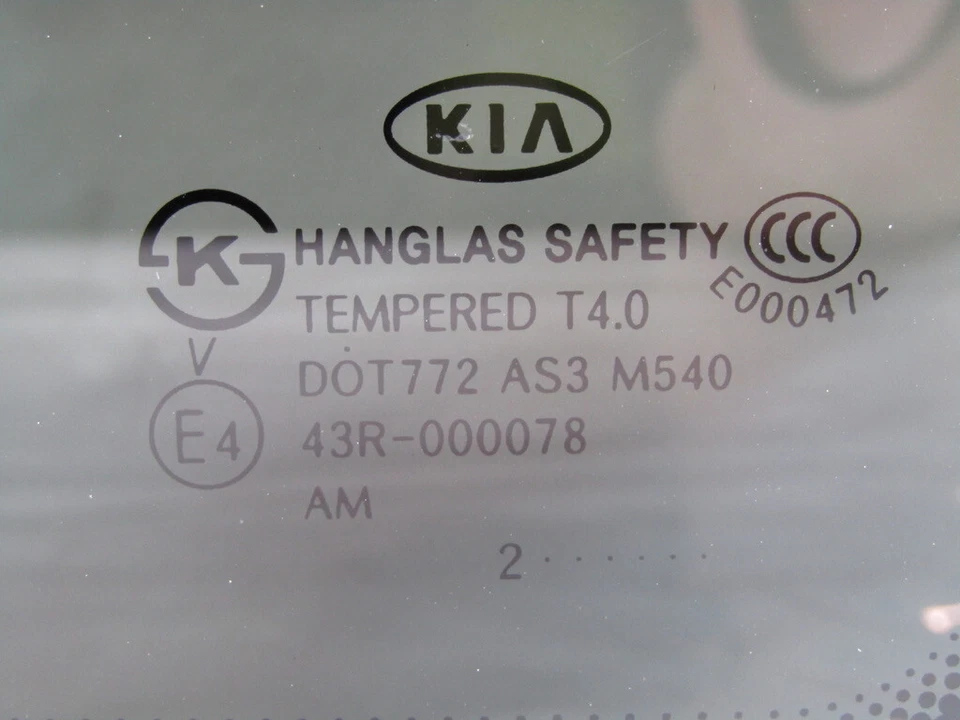 KIA
K HANGLAS SAFETY CCC
E000472
TEMPERED T4.0
V
DOT772 AS3 M540
E4 43R-000078
AM
2 . . . . . .